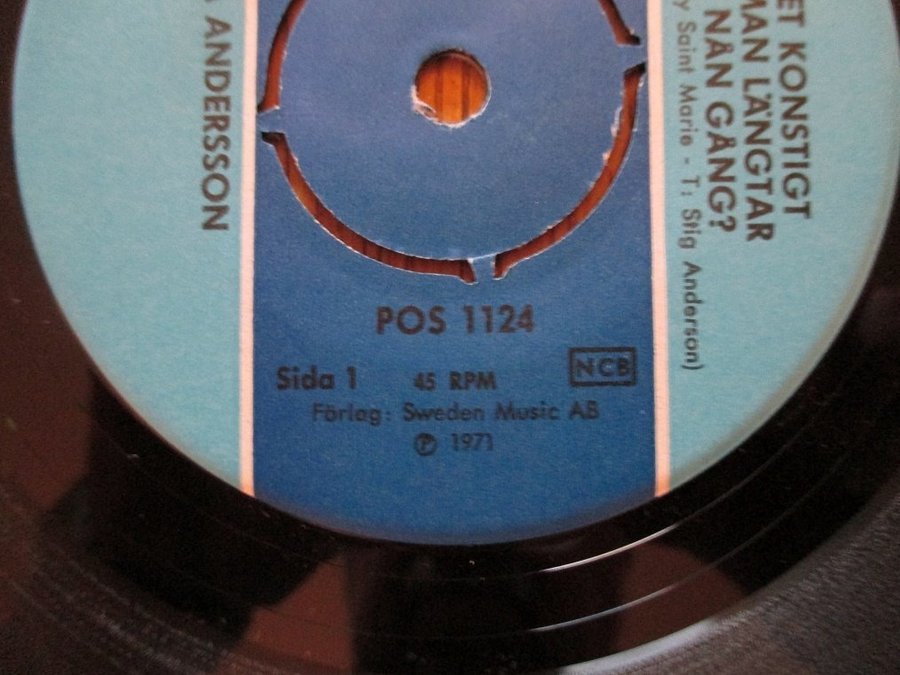 ANDERSSON
POS 1124
Sida 1 45 RPM NCB
Förlag: Sweden Music AB
Ⓟ 1971
ET KONSTIGT
MAN LÄNGTAR
NÅN GÅNG?
y Saint Marie - T: Stig Anderson)